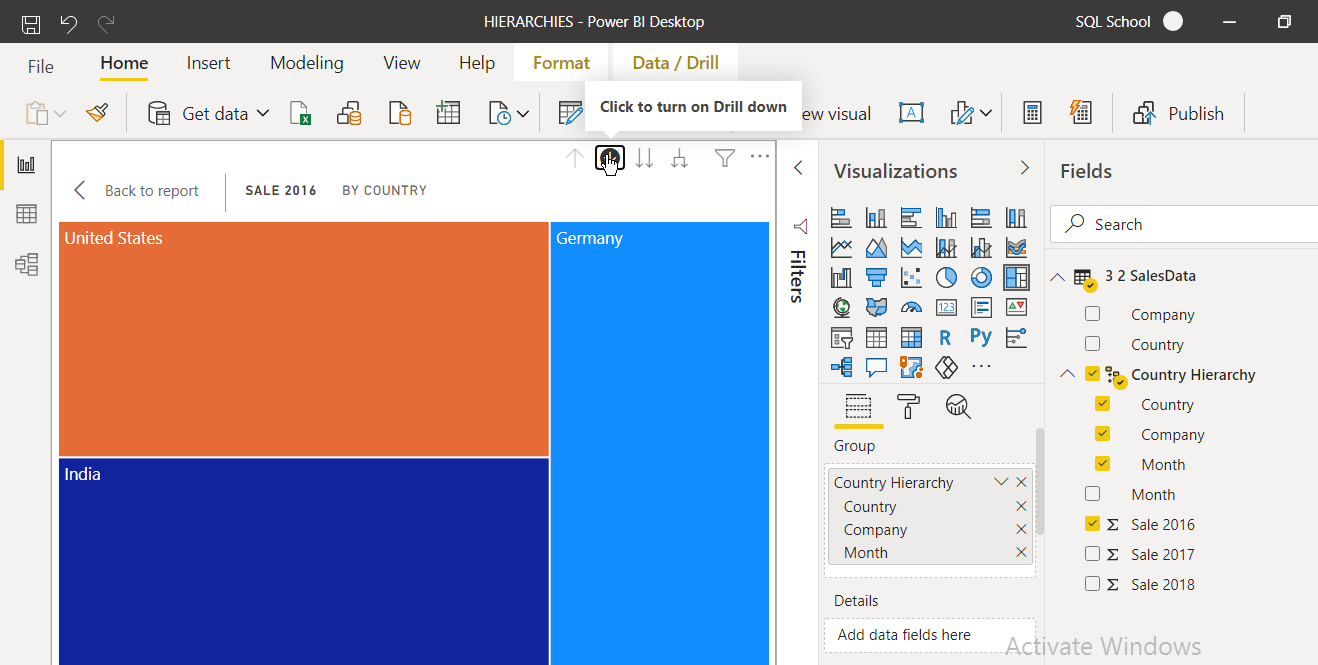 HIERARCHIES - Power BI Desktop
SQL School
File
Home
Insert
Modeling
View
Help
Format
Data / Drill
Get data
Click to turn on Drill down
ew visual
Publish
Back to report
SALE 2016
BY COUNTRY
United States
Germany
India
Filters
Visualizations
123
R
Py
Group
Country Hierarchy
Country
Company
Month
Details
Add data fields here
Fields
Search
3 2 SalesData
Company
Country
Country Hierarchy
Country
Company
Month
Month
Σ Sale 2016
Σ Sale 2017
Σ Sale 2018
Activate Windows